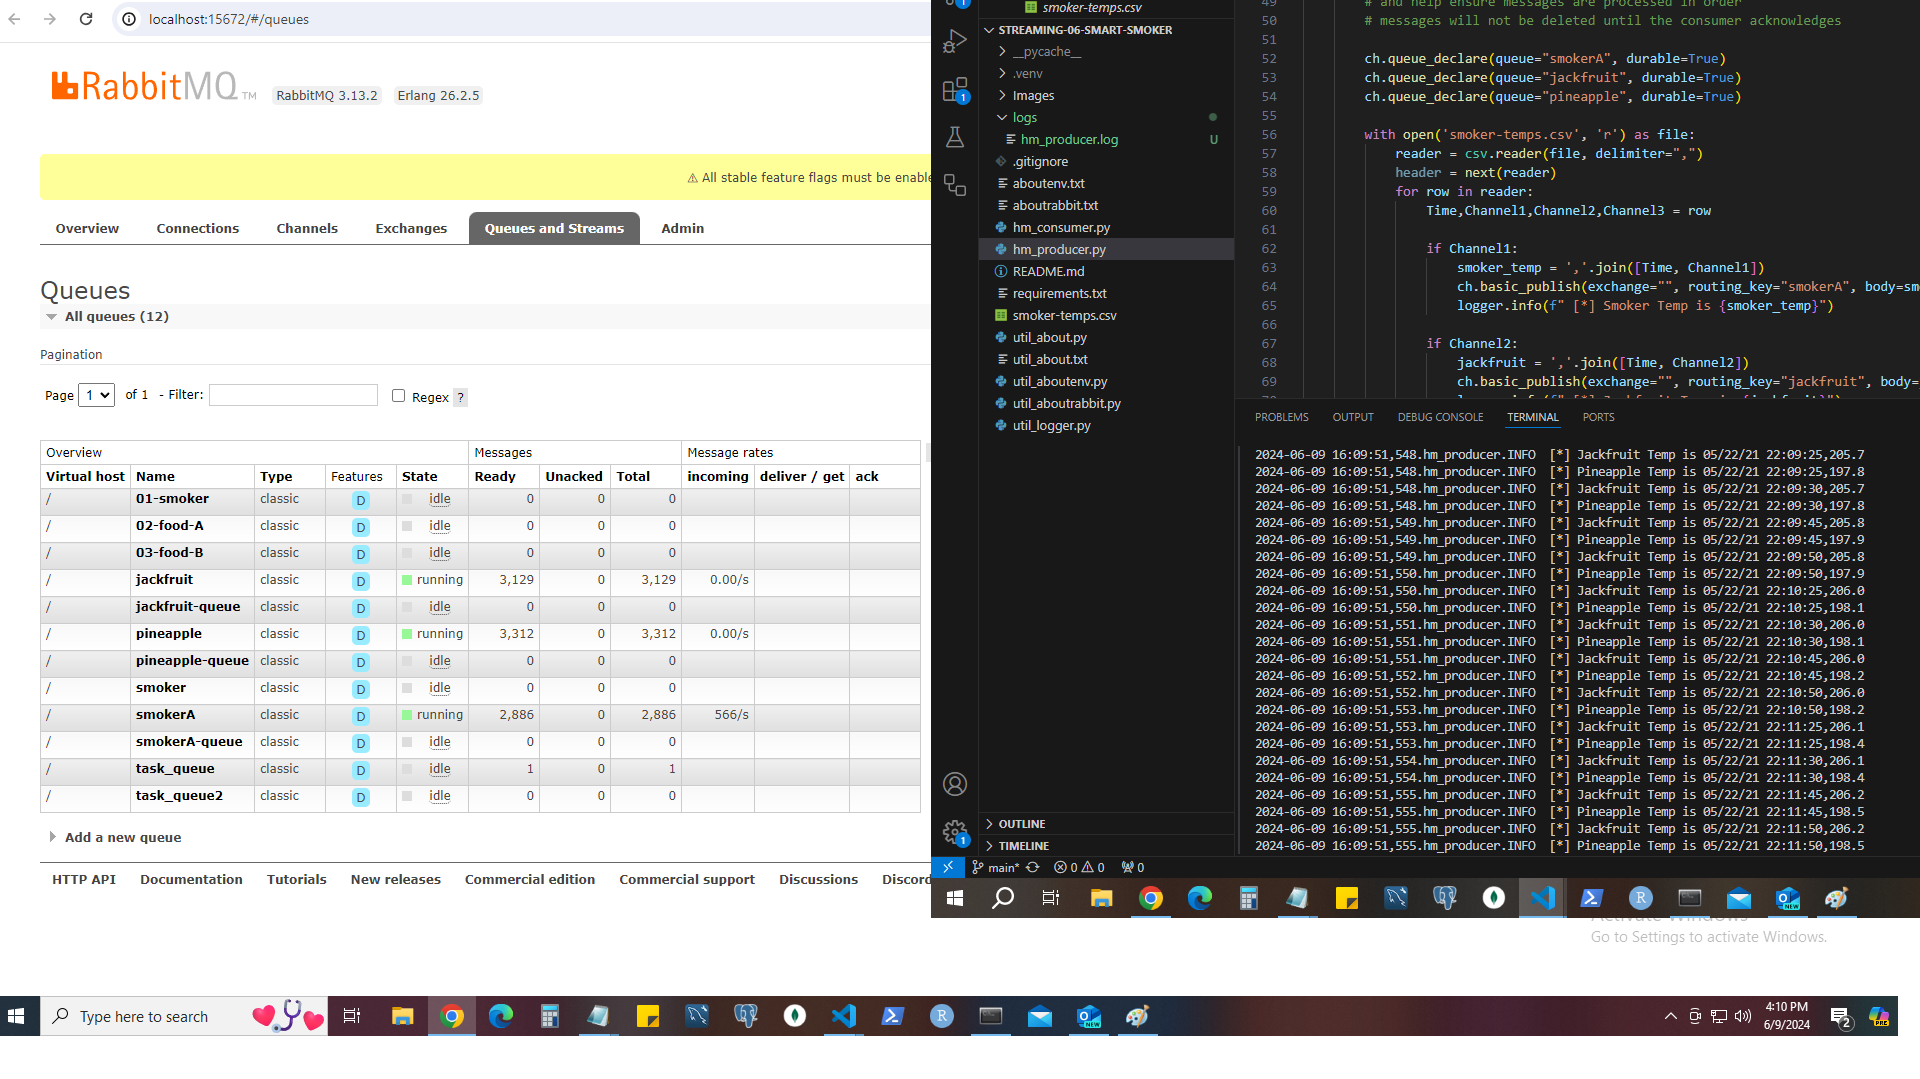 localhost:15672/#/queues
RabbitMQ TM RabbitMQ 3.13.2 Erlang 26.2.5
⚠ All stable feature flags must be enable
Overview Connections Channels Exchanges Queues and Streams Admin
Queues
All queues (12)
Pagination
Page 1 of 1 - Filter: Regex ?
Overview Messages Message rates
Virtual host Name Type Features State Ready Unacked Total incoming deliver / get ack
/ 01-smoker classic D idle 0 0 0
/ 02-food-A classic D idle 0 0 0
/ 03-food-B classic D idle 0 0 0
/ jackfruit classic D running 3,129 0 3,129 0.00/s
/ jackfruit-queue classic D idle 0 0 0
/ pineapple classic D running 3,312 0 3,312 0.00/s
/ pineapple-queue classic D idle 0 0 0
/ smoker classic D idle 0 0 0
/ smokerA classic D running 2,886 0 2,886 566/s
/ smokerA-queue classic D idle 0 0 0
/ task_queue classic D idle 1 0 1
/ task_queue2 classic D idle 0 0 0
Add a new queue
HTTP API Documentation Tutorials New releases Commercial edition Commercial support Discussions Discord
1
smoker-temps.csv
STREAMING-06-SMART-SMOKER
__pycache__
.venv
1
Images
logs
hm_producer.log U
.gitignore
aboutenv.txt
aboutrabbit.txt
hm_consumer.py
hm_producer.py
README.md
requirements.txt
smoker-temps.csv
util_about.py
util_about.txt
util_aboutenv.py
util_aboutrabbit.py
util_logger.py
OUTLINE
1
TIMELINE
49 # and help ensure messages are processed in order
50 # messages will not be deleted until the consumer acknowledges
51
52 ch.queue_declare(queue="smokerA", durable=True)
53 ch.queue_declare(queue="jackfruit", durable=True)
54 ch.queue_declare(queue="pineapple", durable=True)
55
56 with open('smoker-temps.csv', 'r') as file:
57 reader = csv.reader(file, delimiter=",")
58 header = next(reader)
59 for row in reader:
60 Time,Channel1,Channel2,Channel3 = row
61
62 if Channel1:
63 smoker_temp = ','.join([Time, Channel1])
64 ch.basic_publish(exchange="", routing_key="smokerA", body=sm
65 logger.info(f" [*] Smoker Temp is {smoker_temp}")
66
67 if Channel2:
68 jackfruit = ','.join([Time, Channel2])
69 ch.basic_publish(exchange="", routing_key="jackfruit", body=
PROBLEMS OUTPUT DEBUG CONSOLE TERMINAL PORTS
2024-06-09 16:09:51,548.hm_producer.INFO [*] Jackfruit Temp is 05/22/21 22:09:25,205.7
2024-06-09 16:09:51,548.hm_producer.INFO [*] Pineapple Temp is 05/22/21 22:09:25,197.8
2024-06-09 16:09:51,548.hm_producer.INFO [*] Jackfruit Temp is 05/22/21 22:09:30,205.7
2024-06-09 16:09:51,548.hm_producer.INFO [*] Pineapple Temp is 05/22/21 22:09:30,197.8
2024-06-09 16:09:51,549.hm_producer.INFO [*] Jackfruit Temp is 05/22/21 22:09:45,205.8
2024-06-09 16:09:51,549.hm_producer.INFO [*] Pineapple Temp is 05/22/21 22:09:45,197.9
2024-06-09 16:09:51,549.hm_producer.INFO [*] Jackfruit Temp is 05/22/21 22:09:50,205.8
2024-06-09 16:09:51,550.hm_producer.INFO [*] Pineapple Temp is 05/22/21 22:09:50,197.9
2024-06-09 16:09:51,550.hm_producer.INFO [*] Jackfruit Temp is 05/22/21 22:10:25,206.0
2024-06-09 16:09:51,550.hm_producer.INFO [*] Pineapple Temp is 05/22/21 22:10:25,198.1
2024-06-09 16:09:51,551.hm_producer.INFO [*] Jackfruit Temp is 05/22/21 22:10:30,206.0
2024-06-09 16:09:51,551.hm_producer.INFO [*] Pineapple Temp is 05/22/21 22:10:30,198.1
2024-06-09 16:09:51,551.hm_producer.INFO [*] Jackfruit Temp is 05/22/21 22:10:45,206.0
2024-06-09 16:09:51,552.hm_producer.INFO [*] Pineapple Temp is 05/22/21 22:10:45,198.2
2024-06-09 16:09:51,552.hm_producer.INFO [*] Jackfruit Temp is 05/22/21 22:10:50,206.0
2024-06-09 16:09:51,553.hm_producer.INFO [*] Pineapple Temp is 05/22/21 22:10:50,198.2
2024-06-09 16:09:51,553.hm_producer.INFO [*] Jackfruit Temp is 05/22/21 22:11:25,206.1
2024-06-09 16:09:51,553.hm_producer.INFO [*] Pineapple Temp is 05/22/21 22:11:25,198.4
2024-06-09 16:09:51,554.hm_producer.INFO [*] Jackfruit Temp is 05/22/21 22:11:30,206.1
2024-06-09 16:09:51,554.hm_producer.INFO [*] Pineapple Temp is 05/22/21 22:11:30,198.4
2024-06-09 16:09:51,555.hm_producer.INFO [*] Jackfruit Temp is 05/22/21 22:11:45,206.2
2024-06-09 16:09:51,555.hm_producer.INFO [*] Pineapple Temp is 05/22/21 22:11:45,198.5
2024-06-09 16:09:51,555.hm_producer.INFO [*] Jackfruit Temp is 05/22/21 22:11:50,206.2
2024-06-09 16:09:51,555.hm_producer.INFO [*] Pineapple Temp is 05/22/21 22:11:50,198.5
main* 0 0 0
Activate Windows
Go to Settings to activate Windows.
Type here to search
4:10 PM
6/9/2024
2